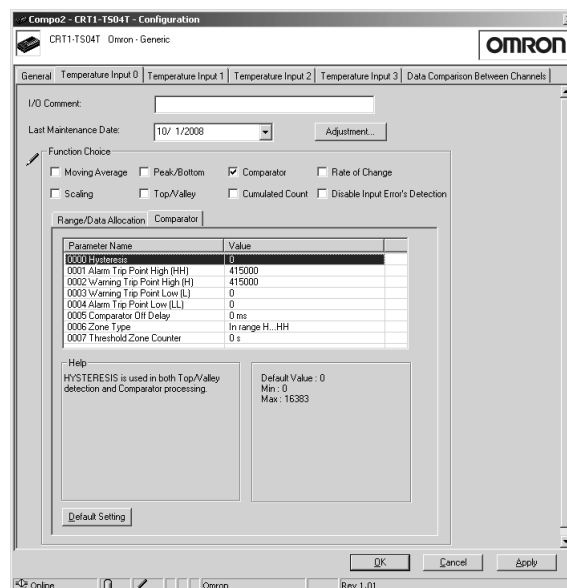 Compo2 - CRT1-TS04T - Configuration
CRT1-TS04T Omron - Generic
OMRON
General Temperature Input 0 Temperature Input 1 Temperature Input 2 Temperature Input 3 Data Comparison Between Channels
I/O Comment:
Last Maintenance Date: 10/ 1/2008 Adjustment...
Function Choice
Moving Average Peak/Bottom Comparator Rate of Change
Scaling Top/Valley Cumulated Count Disable Input Error's Detection
Range/Data Allocation Comparator
Parameter Name Value
0000 Hysteresis 0
0001 Alarm Trip Point High (HH) 415000
0002 Warning Trip Point High (H) 415000
0003 Warning Trip Point Low (L) 0
0004 Alarm Trip Point Low (LL) 0
0005 Comparator Off Delay 0 ms
0006 Zone Type In range H...HH
0007 Threshold Zone Counter 0 s
Help
HYSTERESIS is used in both Top/Valley
detection and Comparator processing.
Default Value : 0
Min : 0
Max : 16383
Default Setting
OK Cancel Apply
Online Omron Rev 1.01